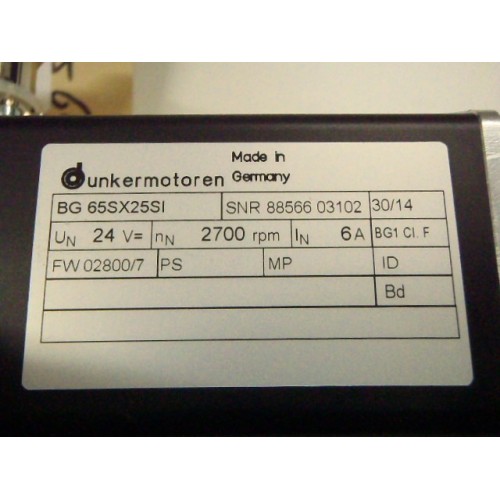 Made in
dunkermotoren Germany
BG 65SX25SI SNR 88566 03102 30/14
UN 24 V= nN 2700 rpm IN 6A BG1 Cl. F
FW 02800/7 PS MP ID
Bd